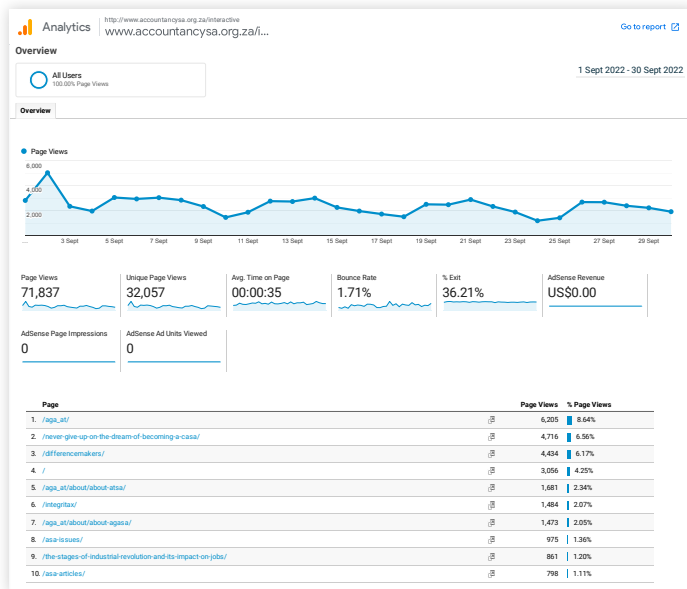 Analytics
http://www.accountancysa.org.za/interactive
www.accountancysa.org.za/i...
Go to report
Overview
All Users
100.00% Page Views
1 Sept 2022 - 30 Sept 2022
Overview
Page Views
6,000
4,000
2,000
... 3 Sept 5 Sept 7 Sept 9 Sept 11 Sept 13 Sept 15 Sept 17 Sept 19 Sept 21 Sept 23 Sept 25 Sept 27 Sept 29 Sept
Page Views Unique Page Views Avg. Time on Page Bounce Rate % Exit AdSense Revenue
71,837 32,057 00:00:35 1.71% 36.21% US$0.00
AdSense Page Impressions AdSense Ad Units Viewed
0 0
Page Page Views % Page Views
1. /aga_at/ 6,205 8.64%
2. /never-give-up-on-the-dream-of-becoming-a-casa/ 4,716 6.56%
3. /differencemakers/ 4,434 6.17%
4. / 3,056 4.25%
5. /aga_at/about/about-atsa/ 1,681 2.34%
6. /integritax/ 1,484 2.07%
7. /aga_at/about/about-agasa/ 1,473 2.05%
8. /asa-issues/ 975 1.36%
9. /the-stages-of-industrial-revolution-and-its-impact-on-jobs/ 861 1.20%
10. /asa-articles/ 798 1.11%